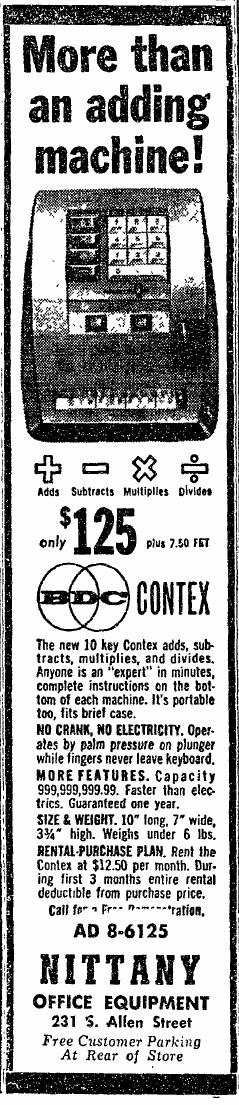 More than
an adding
machine!
+ − × ÷
Adds Subtracts Multiplies Divides
only $125 plus 7.50 FET
BDC CONTEX
The new 10 key Contex adds, sub-
tracts, multiplies, and divides.
Anyone is an "expert" in minutes,
complete instructions on the bot-
tom of each machine. It's portable
too, fits brief case.
NO CRANK, NO ELECTRICITY. Oper-
ates by palm pressure on plunger
while fingers never leave keyboard.
MORE FEATURES. Capacity
999,999,999.99. Faster than elec-
trics. Guaranteed one year.
SIZE & WEIGHT. 10" long, 7" wide,
3¾" high. Weighs under 6 lbs.
RENTAL-PURCHASE PLAN. Rent the
Contex at $12.50 per month. Dur-
ing first 3 months entire rental
deductible from purchase price.
Call for a Free Demonstration.
AD 8-6125
NITTANY
OFFICE EQUIPMENT
231 S. Allen Street
Free Customer Parking
At Rear of Store